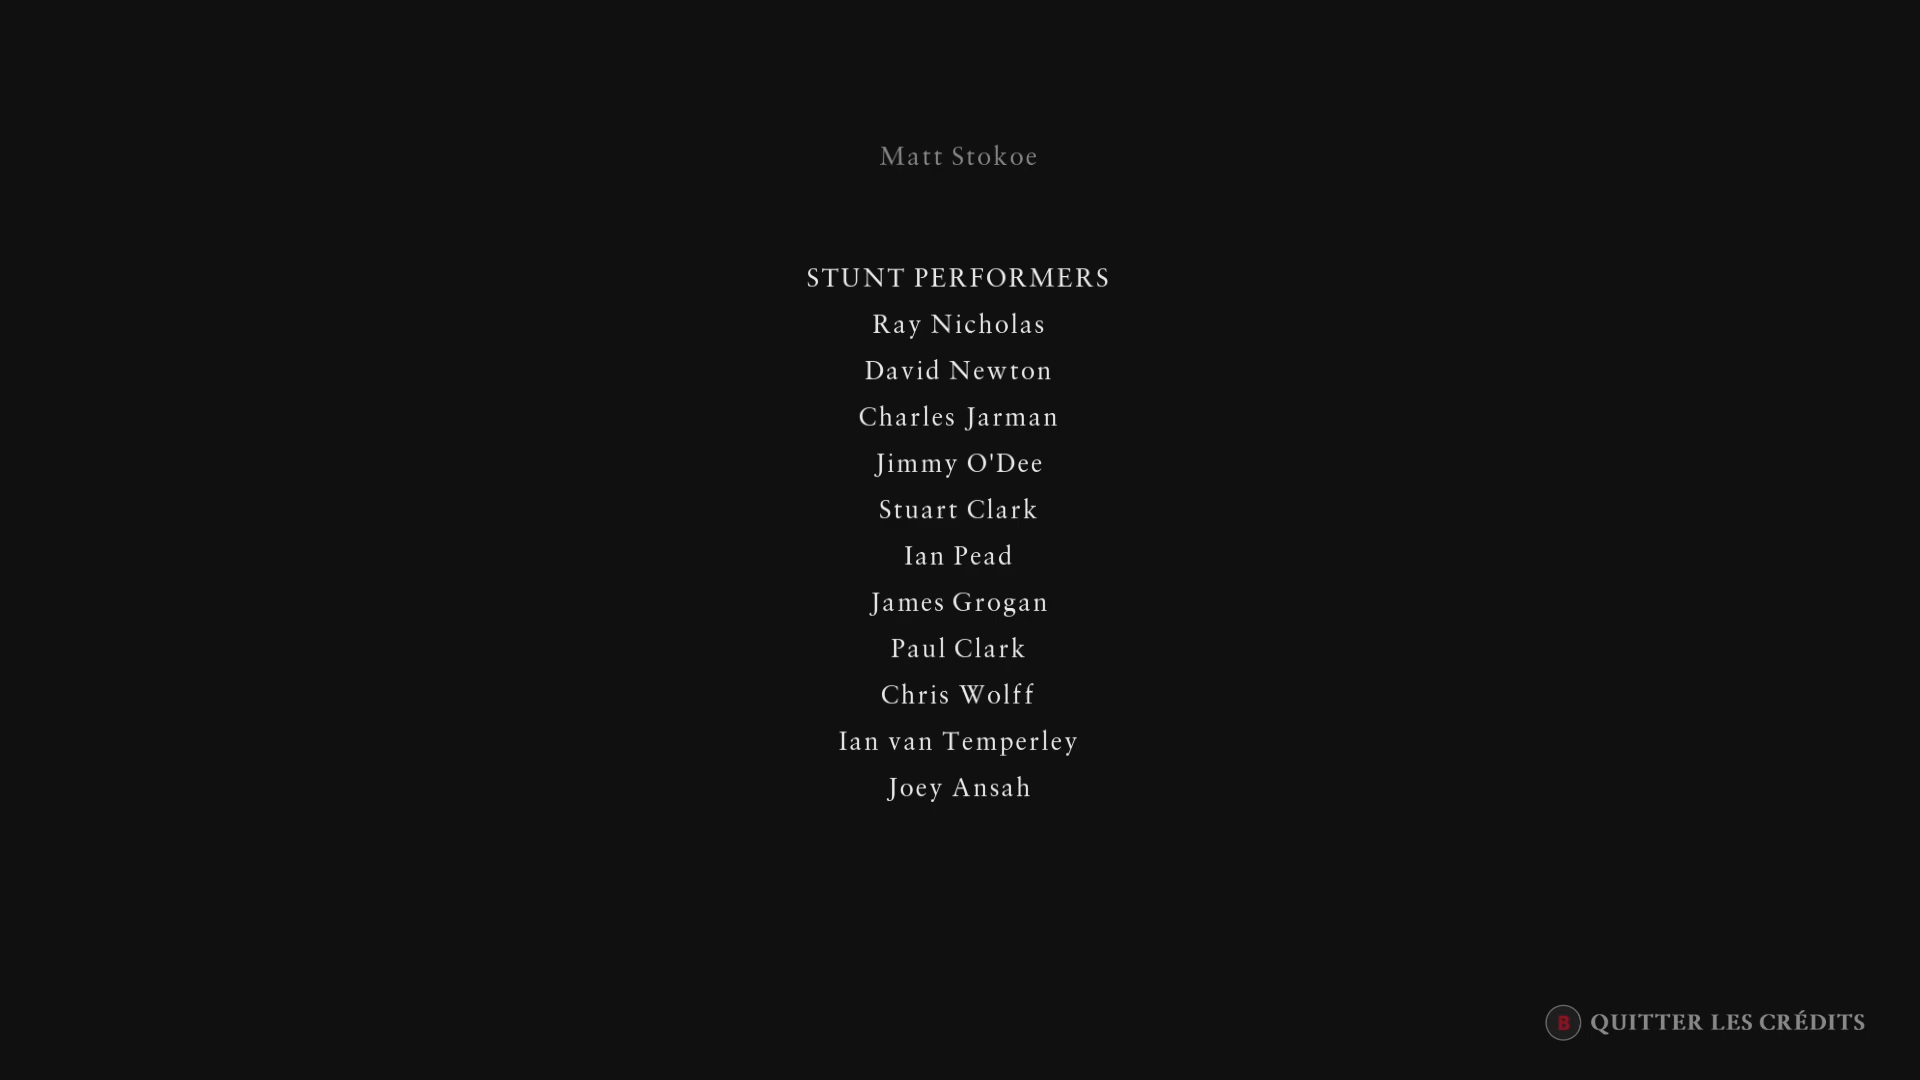 Matt Stokoe
STUNT PERFORMERS
Ray Nicholas
David Newton
Charles Jarman
Jimmy O'Dee
Stuart Clark
Ian Pead
James Grogan
Paul Clark
Chris Wolff
Ian van Temperley
Joey Ansah
B QUITTER LES CRÉDITS